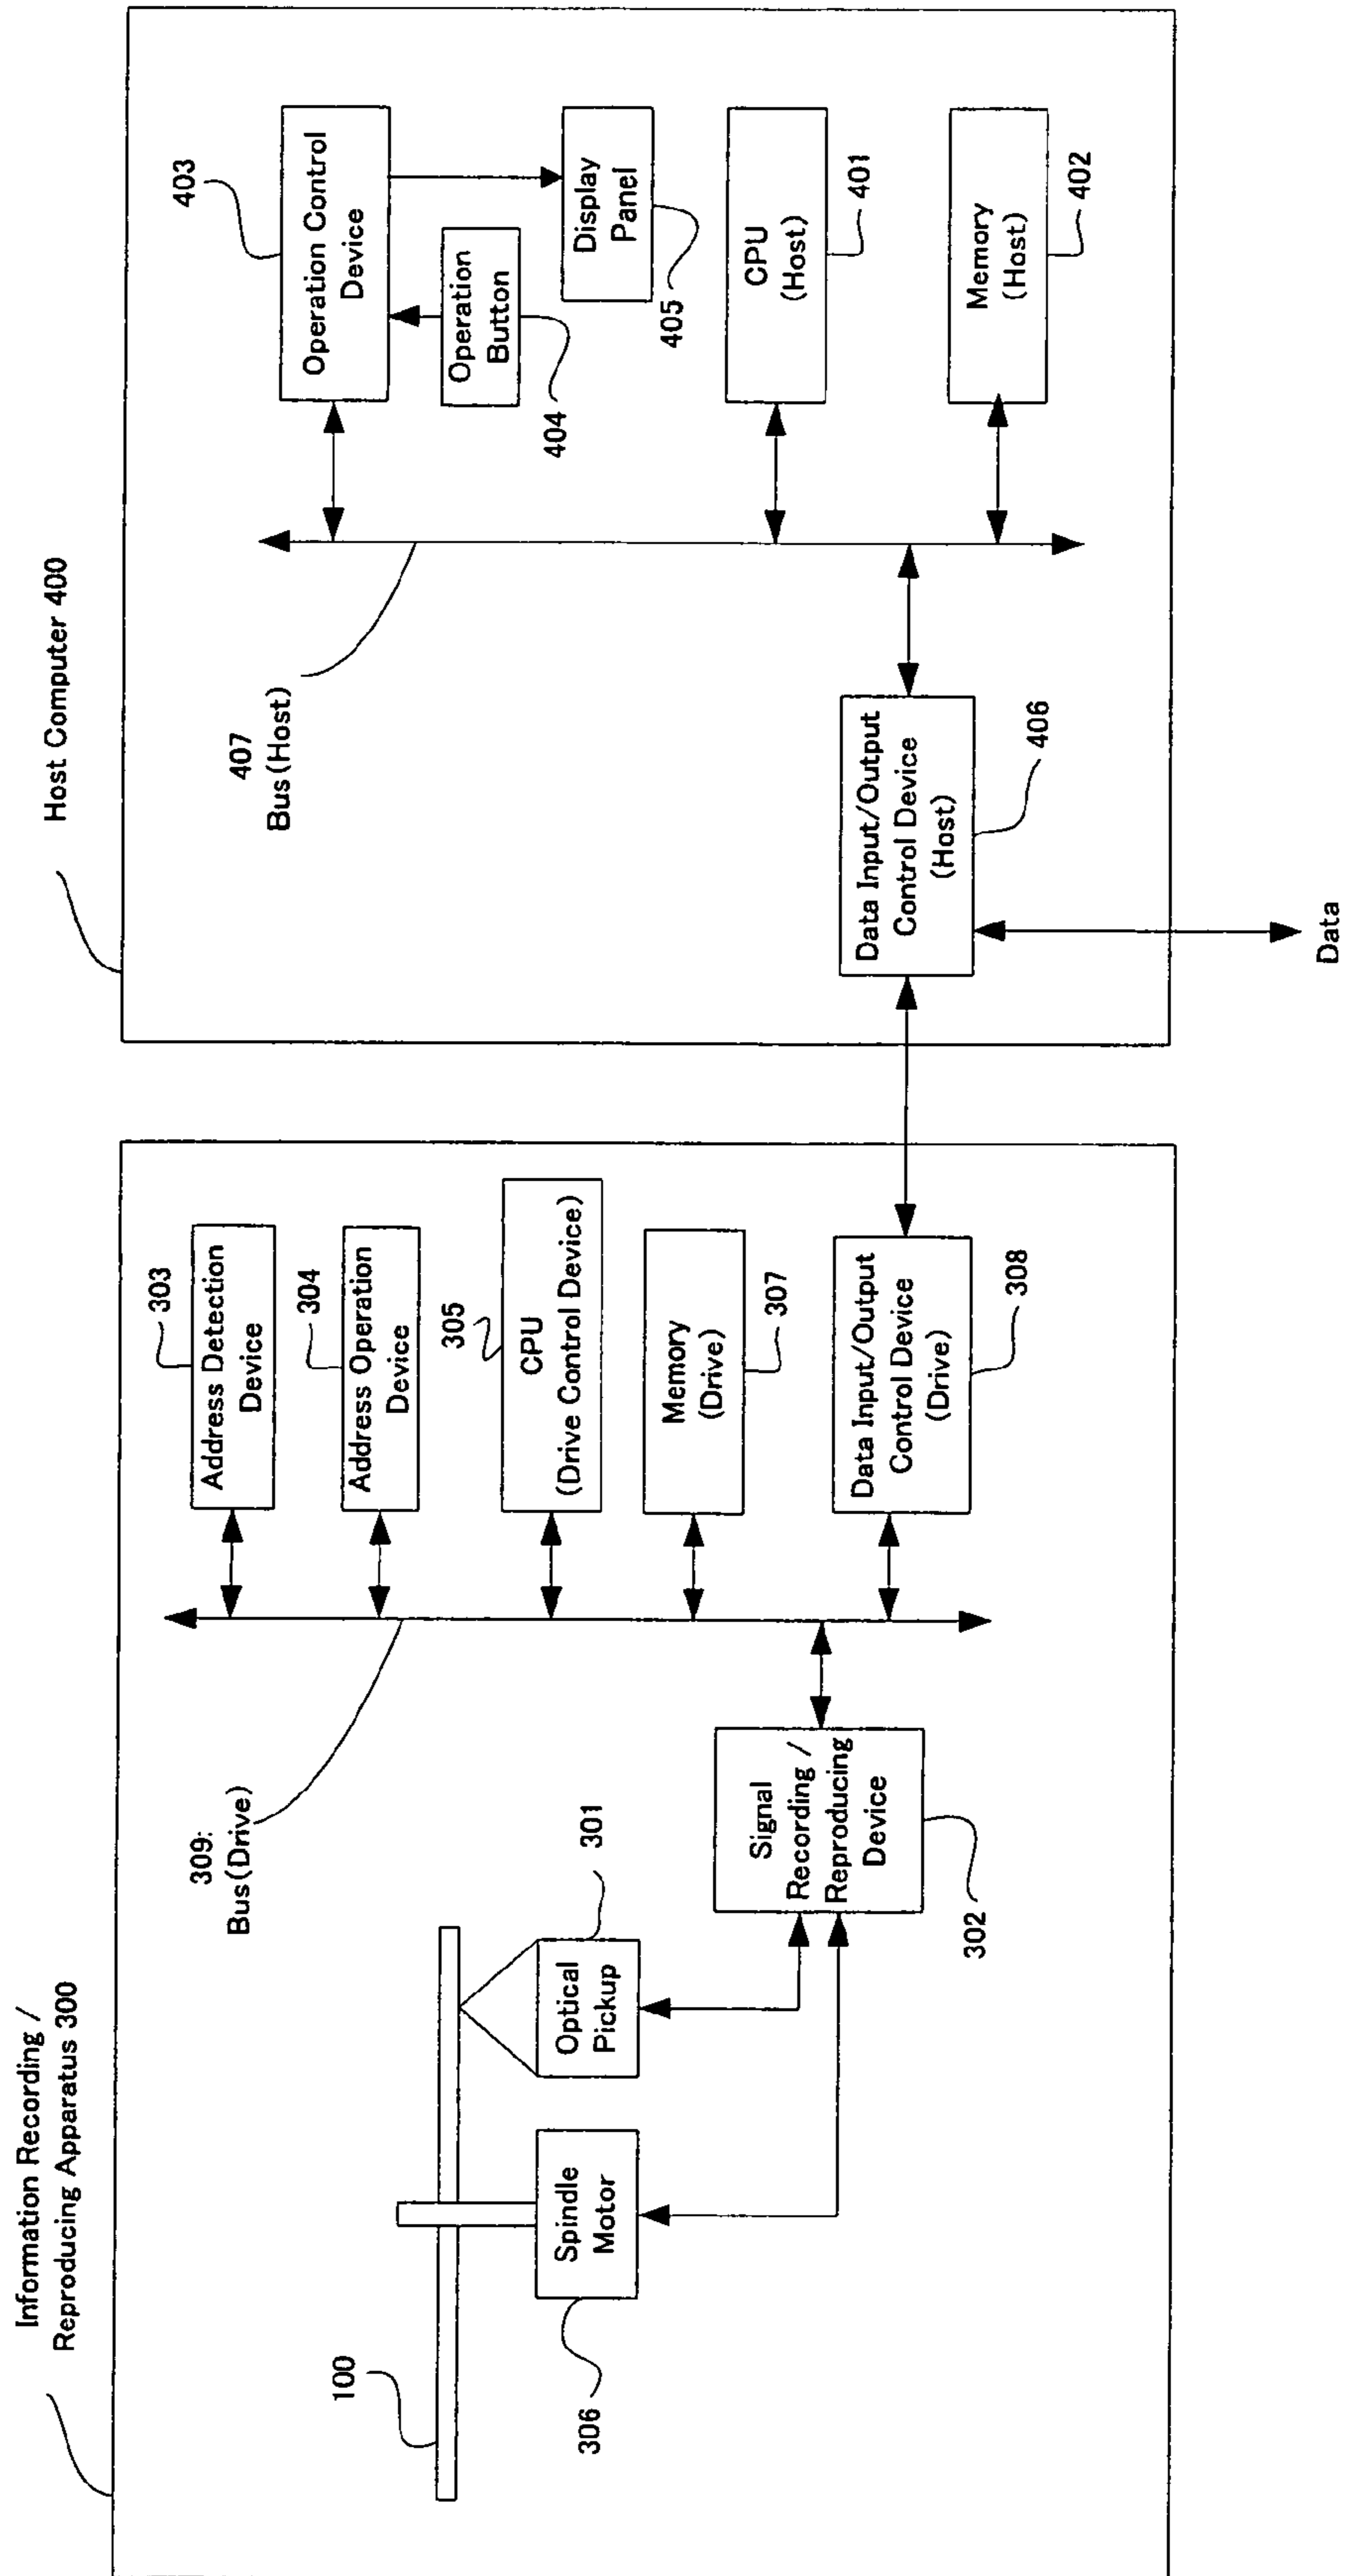 Information Recording /
Reproducing Apparatus 300
100
306
Spindle
Motor
Optical
Pickup
301
309:
Bus(Drive)
Signal
Recording /
Reproducing
Device
302
303
Address Detection
Device
304
Address Operation
Device
305
CPU
(Drive Control Device)
Memory
(Drive)
307
Data Input/Output
Control Device
(Drive)
308
Host Computer 400
407
Bus(Host)
403
Operation Control
Device
Operation
Button
404
Display
Panel
405
CPU
(Host)
401
Memory
(Host)
402
Data Input/Output
Control Device
(Host)
406
Data